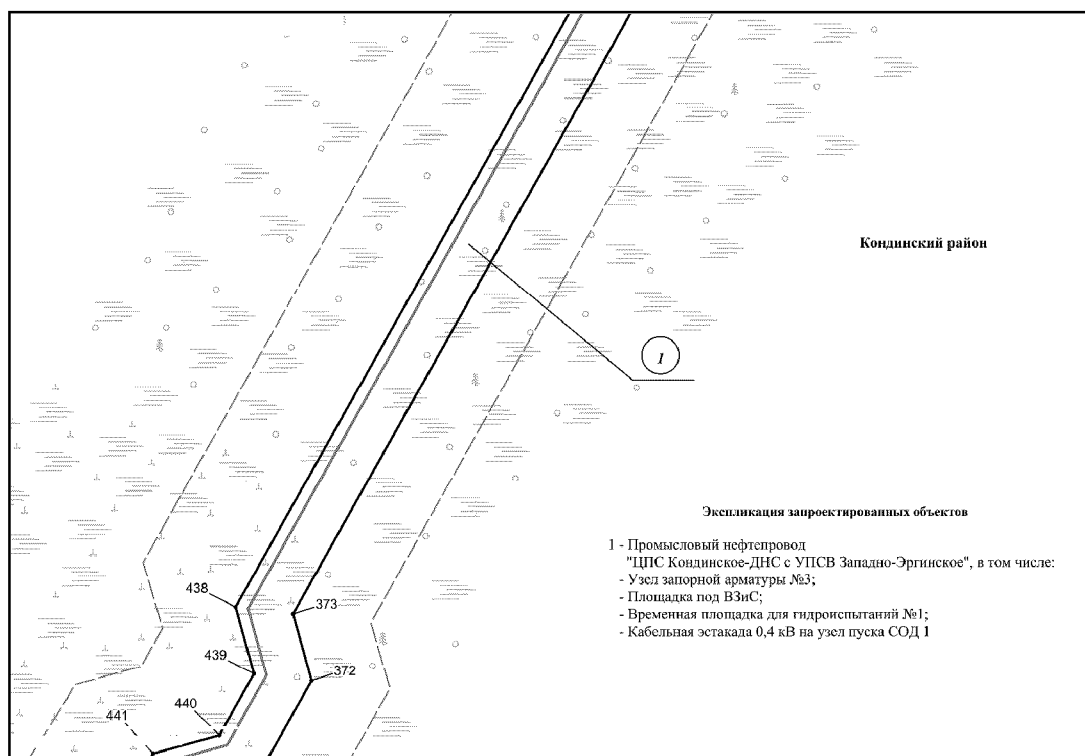 Кондинский район
1
Экспликация запроектированных объектов
1 - Промысловый нефтепровод
"ЦПС Кондинское-ДНС с УПСВ Западно-Эргинское", в том числе:
- Узел запорной арматуры №3;
- Площадка под ВЗиС;
- Временная площадка для гидроиспытаний №1;
- Кабельная эстакада 0,4 кВ на узел пуска СОД 1
438
373
439
372
440
441